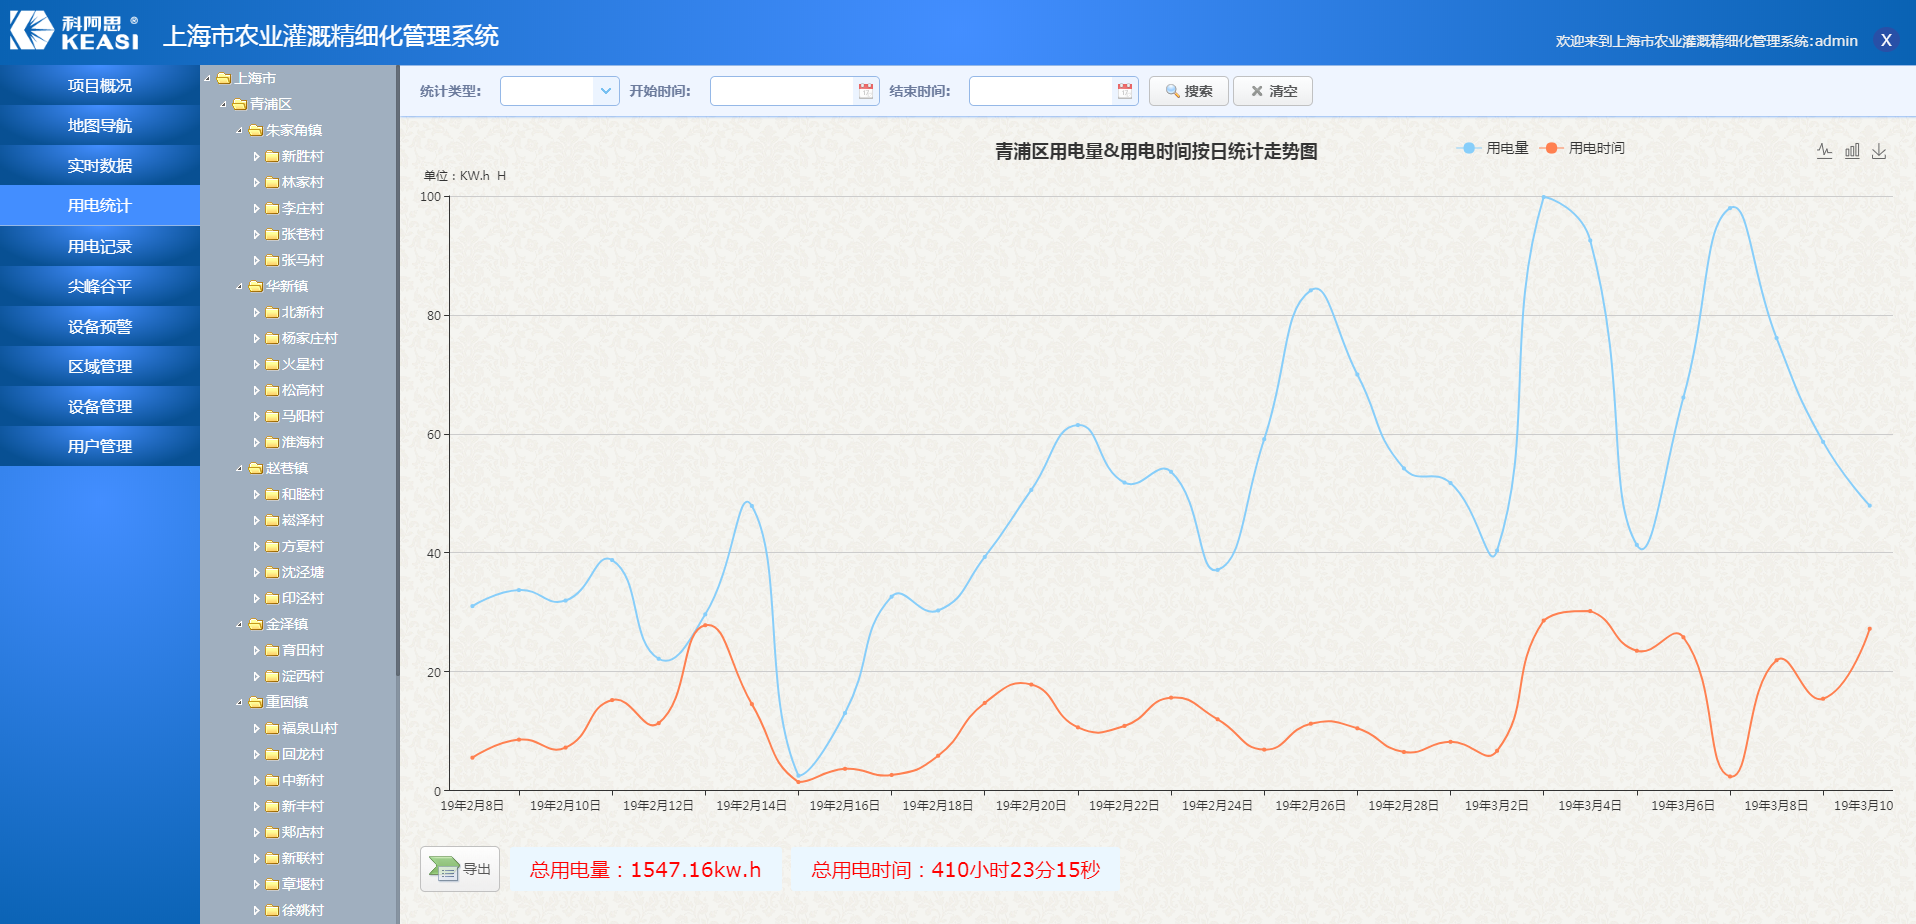 科阿思®
KEASI
上海市农业灌溉精细化管理系统
欢迎来到上海市农业灌溉精细化管理系统:admin X
项目概况
地图导航
实时数据
用电统计
用电记录
尖峰谷平
设备预警
区域管理
设备管理
用户管理
上海市
青浦区
朱家角镇
新胜村
林家村
李庄村
张巷村
张马村
华新镇
北新村
杨家庄村
火星村
松高村
马阳村
淮海村
赵巷镇
和睦村
崧泽村
方夏村
沈泾塘
印泾村
金泽镇
育田村
淀西村
重固镇
福泉山村
回龙村
中新村
新丰村
郏店村
新联村
章堰村
徐姚村
统计类型: 开始时间: 结束时间: 搜索 清空
青浦区用电量&用电时间按日统计走势图
用电量 用电时间
单位：KW.h H
100
80
60
40
20
0
19年2月8日 19年2月10日 19年2月12日 19年2月14日 19年2月16日 19年2月18日 19年2月20日 19年2月22日 19年2月24日 19年2月26日 19年2月28日 19年3月2日 19年3月4日 19年3月6日 19年3月8日 19年3月10
导出 总用电量：1547.16kw.h 总用电时间：410小时23分15秒